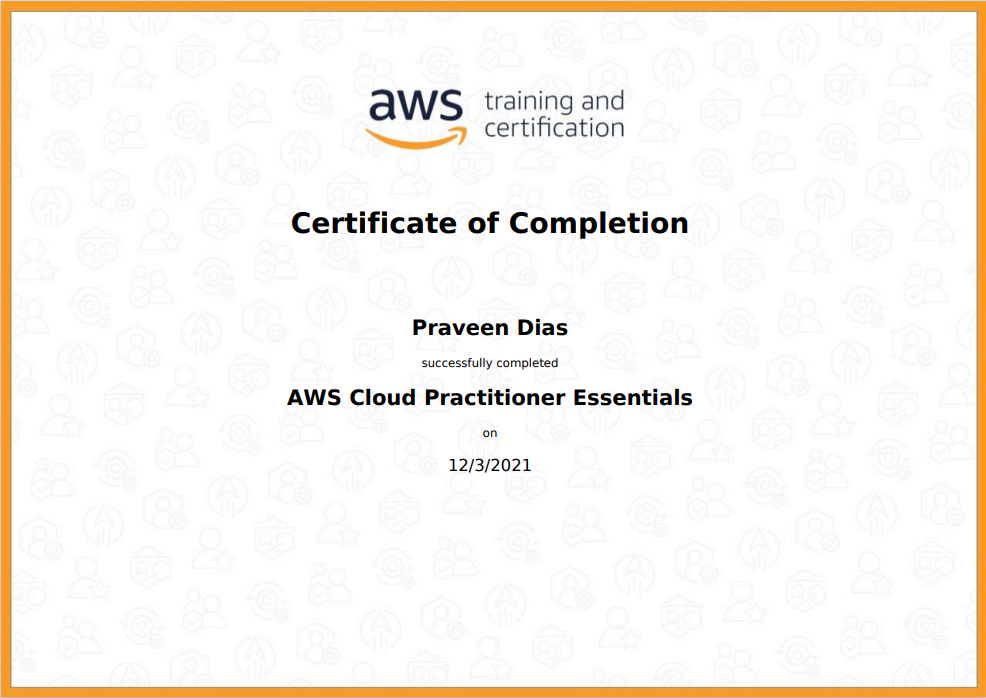 aws training and
certification
Certificate of Completion
Praveen Dias
successfully completed
AWS Cloud Practitioner Essentials
on
12/3/2021